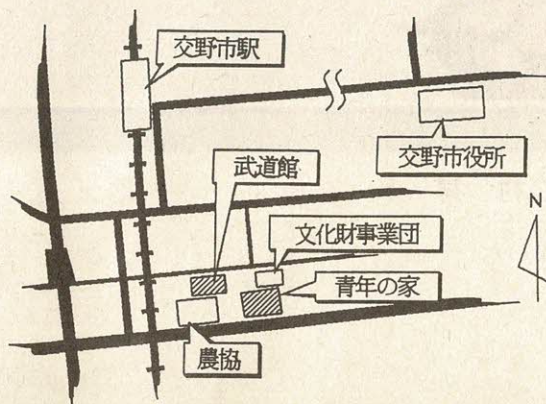 交野市駅
交野市役所
武道館
N
文化財事業団
青年の家
農協